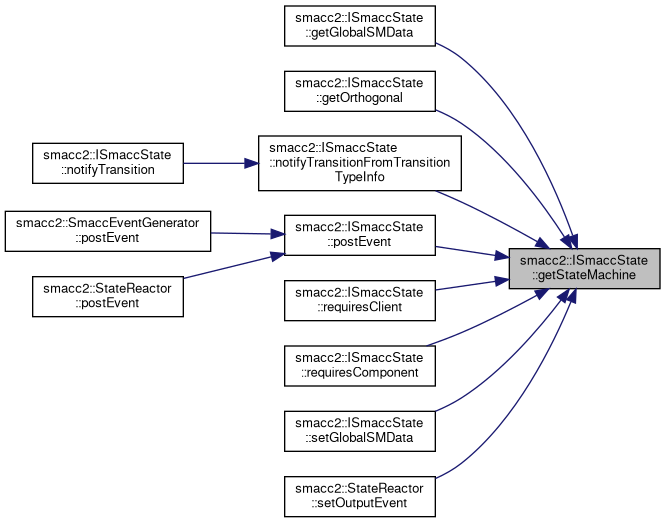 smacc2::ISmaccState
::getGlobalSMData
smacc2::ISmaccState
::getOrthogonal
smacc2::ISmaccState
::notifyTransition
smacc2::ISmaccState
::notifyTransitionFromTransition
TypeInfo
smacc2::SmaccEventGenerator
::postEvent
smacc2::ISmaccState
::postEvent
smacc2::ISmaccState
::getStateMachine
smacc2::StateReactor
::postEvent
smacc2::ISmaccState
::requiresClient
smacc2::ISmaccState
::requiresComponent
smacc2::ISmaccState
::setGlobalSMData
smacc2::StateReactor
::setOutputEvent